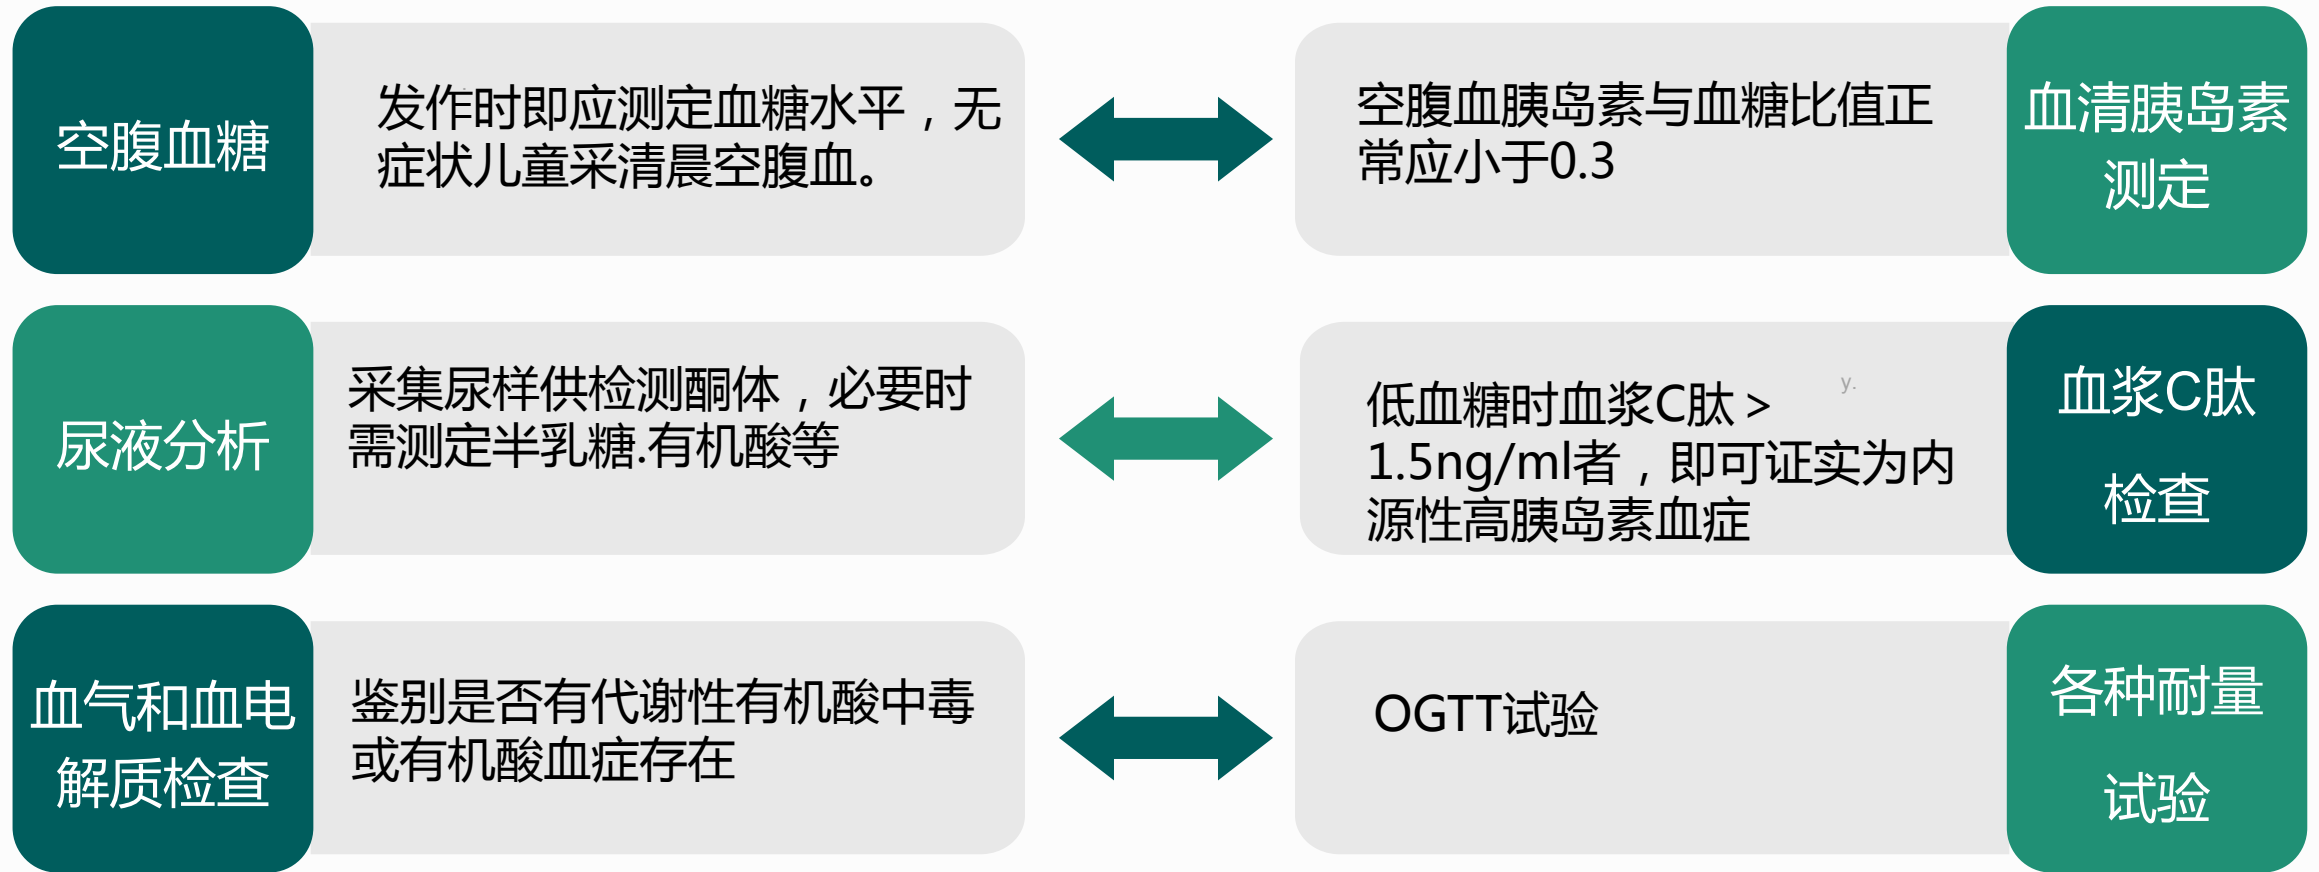 空腹血糖
发作时即应测定血糖水平，无
症状儿童采清晨空腹血。
空腹血胰岛素与血糖比值正
常应小于0.3
血清胰岛素
测定
尿液分析
采集尿样供检测酮体，必要时
需测定半乳糖.有机酸等
y.
低血糖时血浆C肽＞
1.5ng/ml者，即可证实为内
源性高胰岛素血症
血浆C肽
检查
血气和血电
解质检查
鉴别是否有代谢性有机酸中毒
或有机酸血症存在
OGTT试验
各种耐量
试验